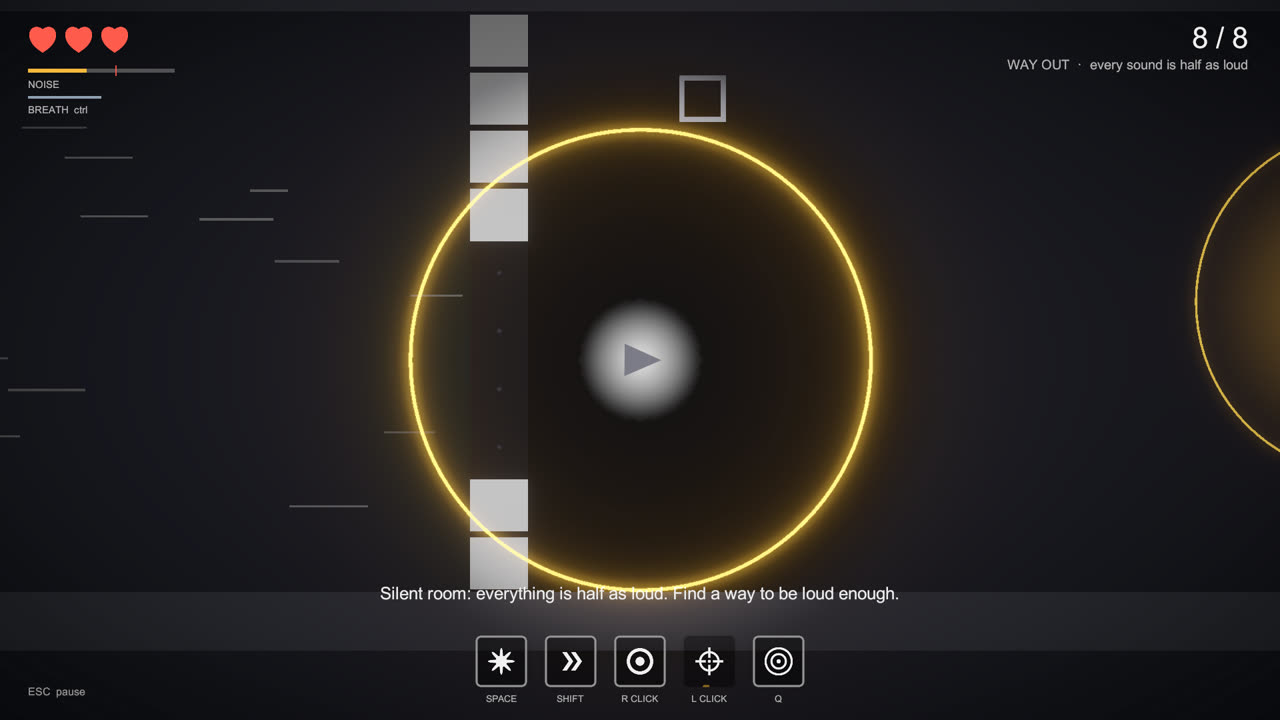 NOISE
BREATH ctrl
8 / 8
WAY OUT · every sound is half as loud
Silent room: everything is half as loud. Find a way to be loud enough.
SPACE
SHIFT
R CLICK
L CLICK
Q
ESC pause